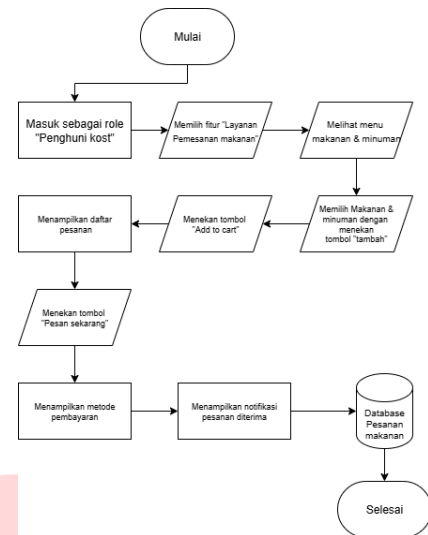 Mulai
Masuk sebagai role
"Penghuni kost"
Memilih fitur "Layanan
Pemesanan makanan"
Melihat menu
makanan & minuman
Memilih Makanan &
minuman dengan
menekan
tombol "tambah"
Menekan tombol
"Add to cart"
Menampilkan daftar
pesanan
Menekan tombol
"Pesan sekarang"
Menampilkan metode
pembayaran
Menampilkan notifikasi
pesanan diterima
Database
Pesanan
makanan
Selesai